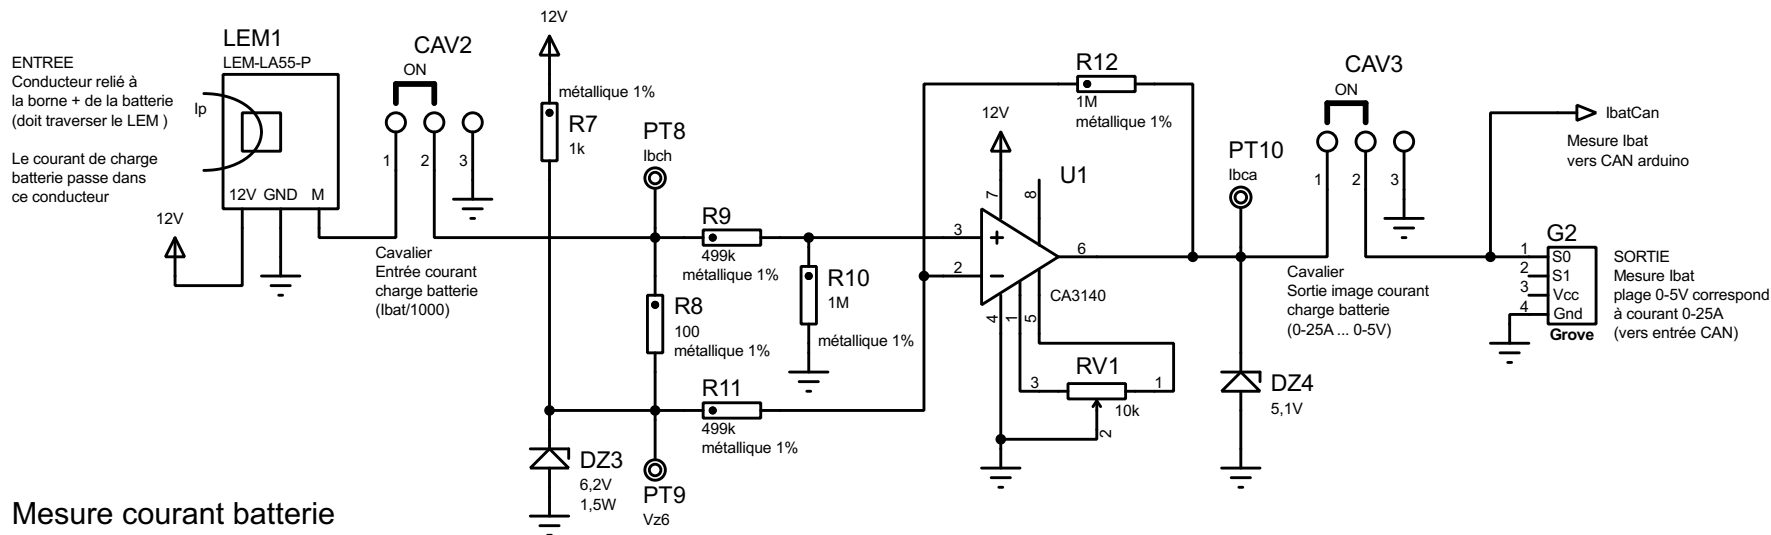 ENTREE
Conducteur relié à
la borne + de la batterie
(doit traverser le LEM )
Le courant de charge
batterie passe dans
ce conducteur
12V
LEM1
LEM-LA55-P
Ip
12V GND M
CAV2
ON
1
2
3
Cavalier
Entrée courant
charge batterie
(Ibat/1000)
12V
métallique 1%
R7
1k
PT8
Ibch
R9
499k
métallique 1%
R8
100
métallique 1%
R10
1M
métallique 1%
R11
499k
métallique 1%
DZ3
6,2V
1,5W
PT9
Vz6
R12
1M
métallique 1%
12V
U1
7
8
3
+
2
−
6
CA3140
4
1
5
RV1
3
1
10k
2
PT10
Ibca
DZ4
5,1V
CAV3
ON
1
2
3
Cavalier
Sortie image courant
charge batterie
(0-25A ... 0-5V)
IbatCan
Mesure Ibat
vers CAN arduino
G2
1 S0
2 S1
3 Vcc
4 Gnd
Grove
SORTIE
Mesure Ibat
plage 0-5V correspond
à courant 0-25A
(vers entrée CAN)
Mesure courant batterie